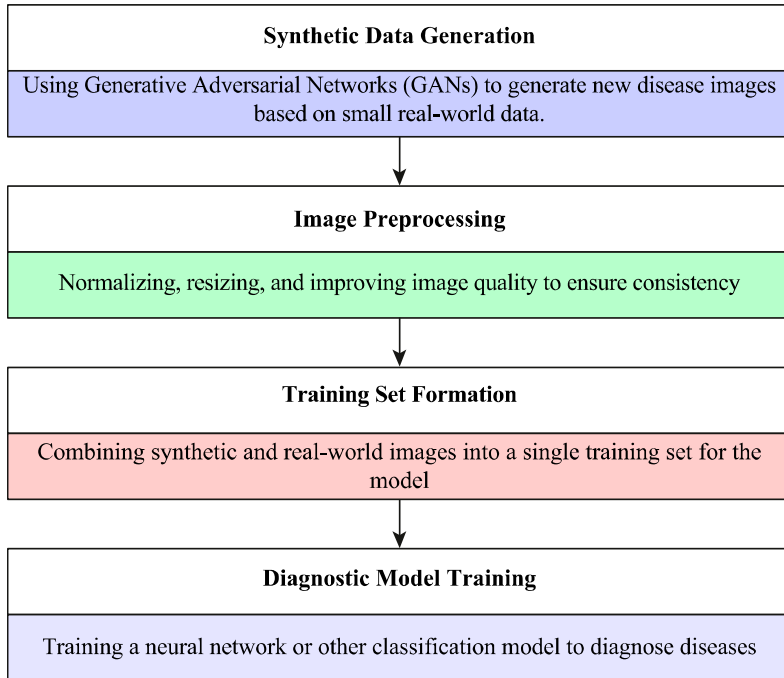 Synthetic Data Generation
Using Generative Adversarial Networks (GANs) to generate new disease images
based on small real-world data.
Image Preprocessing
Normalizing, resizing, and improving image quality to ensure consistency
Training Set Formation
Combining synthetic and real-world images into a single training set for the
model
Diagnostic Model Training
Training a neural network or other classification model to diagnose diseases